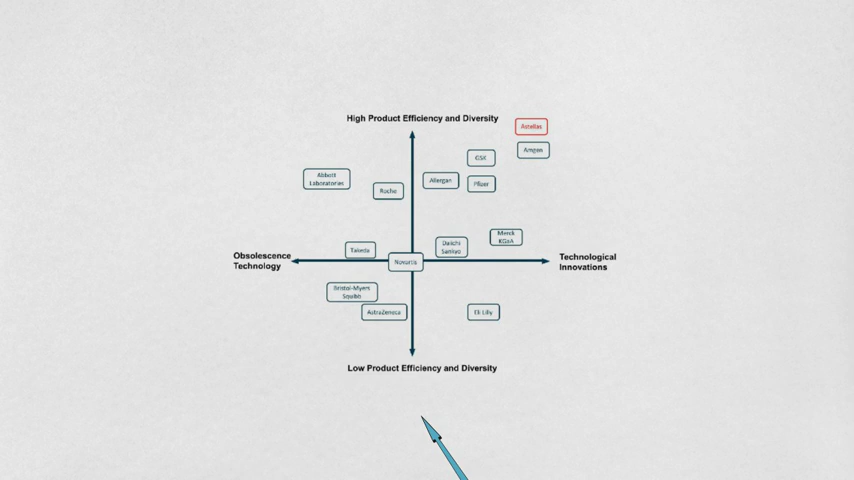 High Product Efficiency and Diversity
Astellas
Amgen
GSK
Abbott
Laboratories
Allergan
Pfizer
Roche
Merck
KGaA
Daiichi
Sankyo
Takeda
Obsolescence
Technology
Novartis
Technological
Innovations
Bristol-Myers
Squibb
AstraZeneca
Eli Lilly
Low Product Efficiency and Diversity